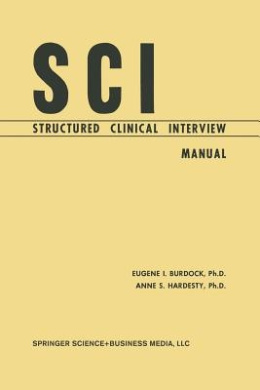 SCI
STRUCTURED CLINICAL INTERVIEW
MANUAL
EUGENE I. BURDOCK, Ph.D.
ANNE S. HARDESTY, Ph.D.
SPRINGER SCIENCE+BUSINESS MEDIA, LLC